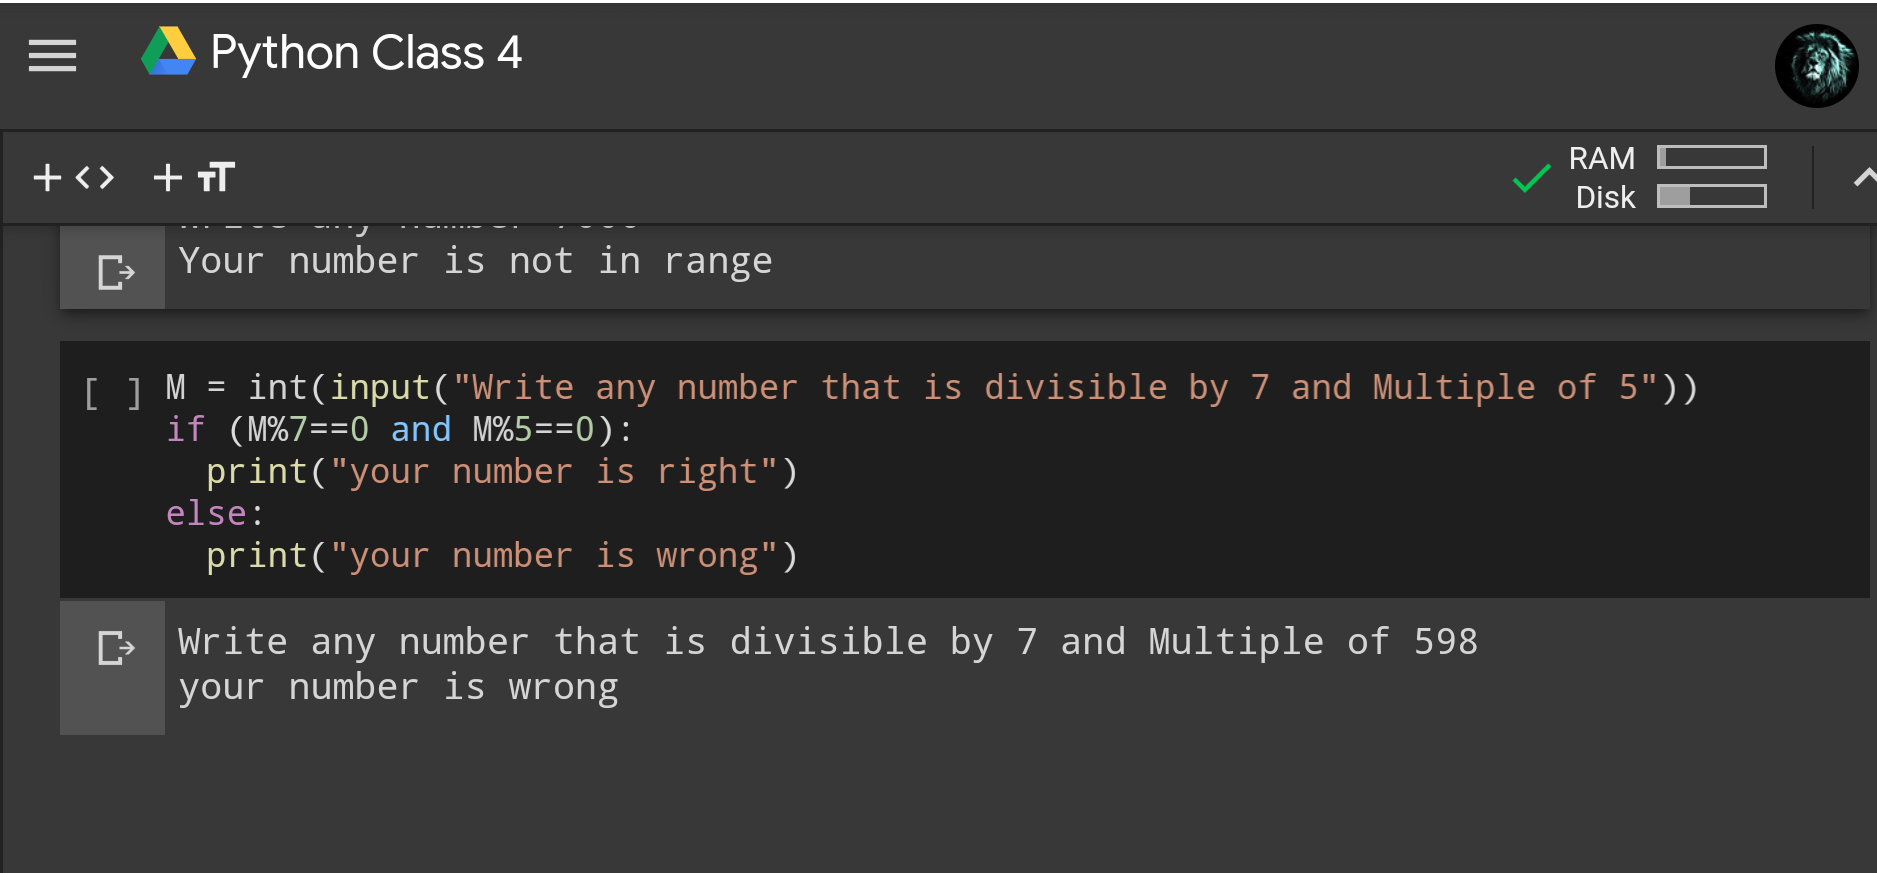 Python Class 4
RAM
Disk
Your number is not in range
[ ] M = int(input("Write any number that is divisible by 7 and Multiple of 5"))
if (M%7==0 and M%5==0):
print("your number is right")
else:
print("your number is wrong")
Write any number that is divisible by 7 and Multiple of 598
your number is wrong